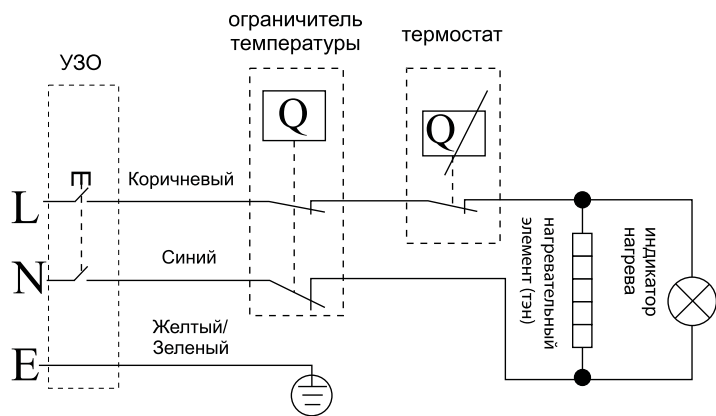 ограничитель
температуры
термостат
УЗО
Q
Q
L
Коричневый
N
Синий
E
Желтый/
Зеленый
нагревательный
элемент (тэн)
индикатор
нагрева